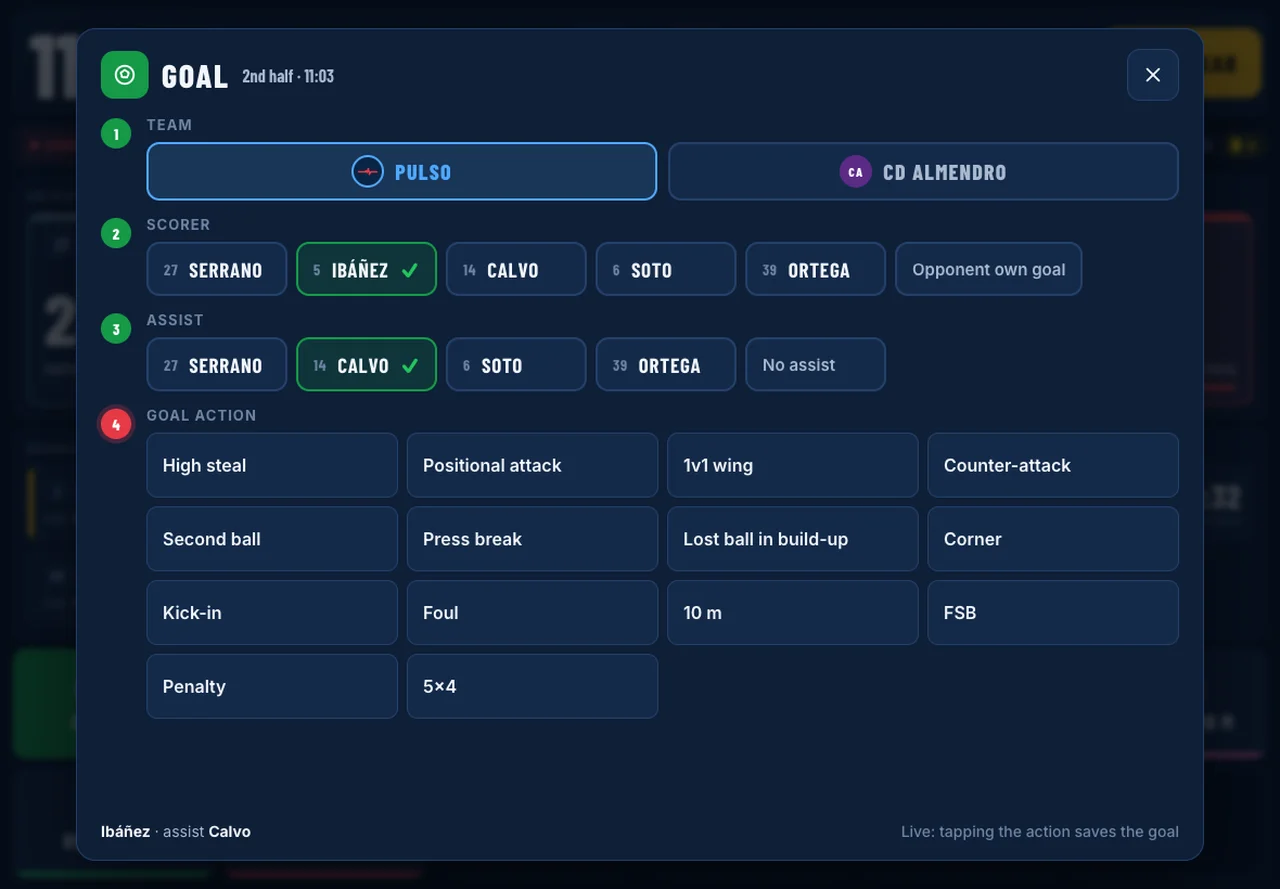 GOAL 2nd half · 11:03
1 TEAM
PULSO CA CD ALMENDRO
2 SCORER
27 SERRANO 5 IBÁÑEZ 14 CALVO 6 SOTO 39 ORTEGA Opponent own goal
3 ASSIST
27 SERRANO 14 CALVO 6 SOTO 39 ORTEGA No assist
4 GOAL ACTION
High steal Positional attack 1v1 wing Counter-attack
Second ball Press break Lost ball in build-up Corner
Kick-in Foul 10 m FSB
Penalty 5×4
Ibáñez · assist Calvo Live: tapping the action saves the goal